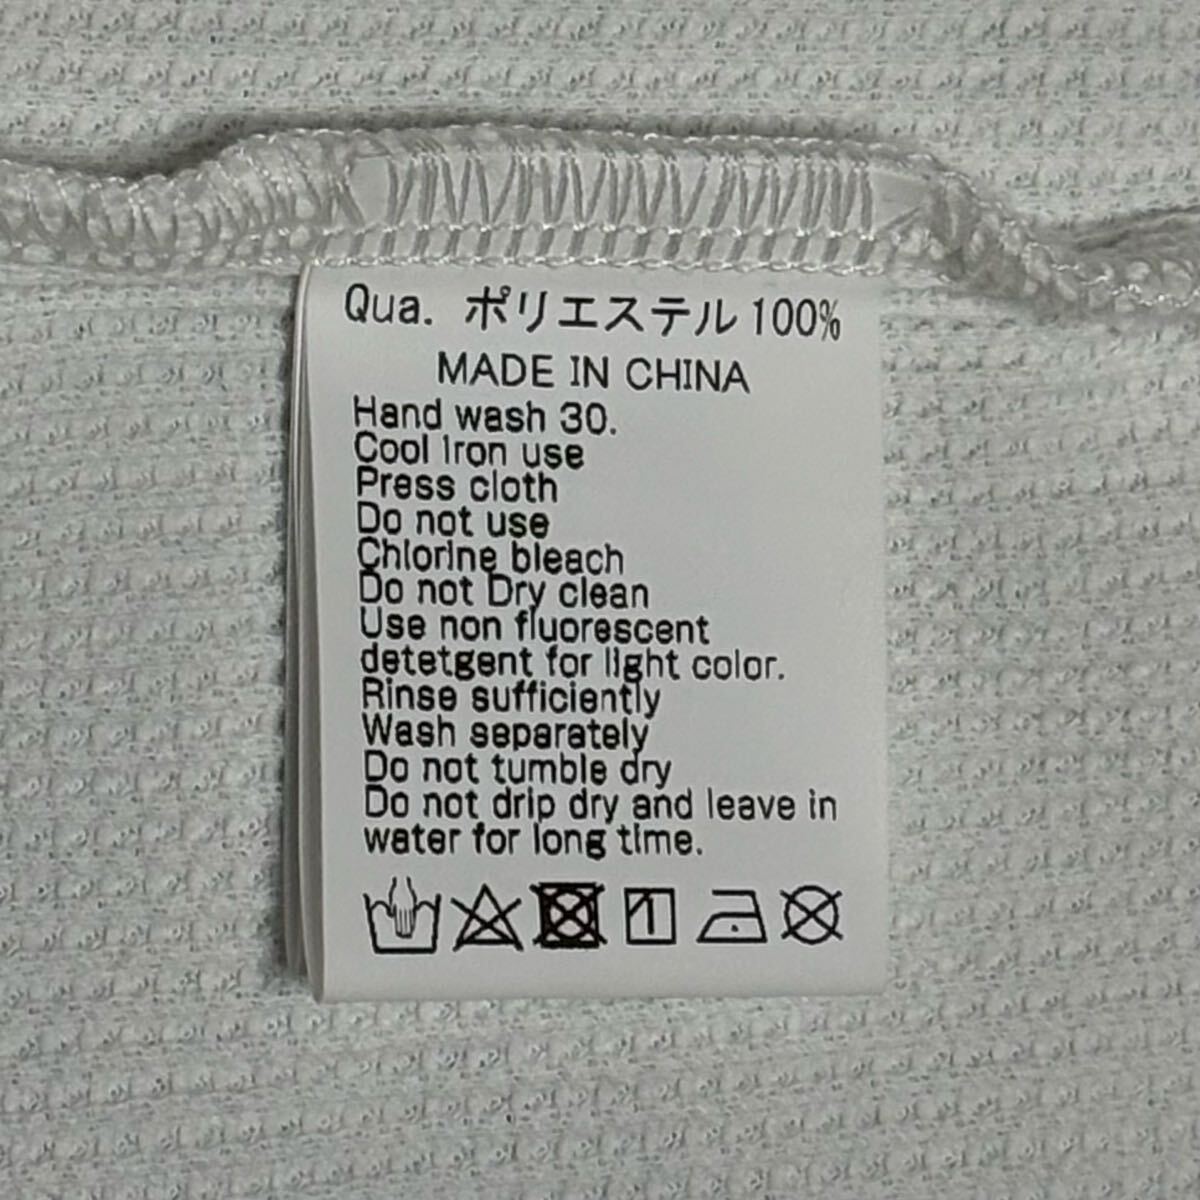 Qua. ポリエステル 100%
MADE IN CHINA
Hand wash 30.
Cool Iron use
Press cloth
Do not use
Chlorine bleach
Do not Dry clean
Use non fluorescent
detetgent for light color.
Rinse sufficiently
Wash separately
Do not tumble dry
Do not drip dry and leave in
water for long time.